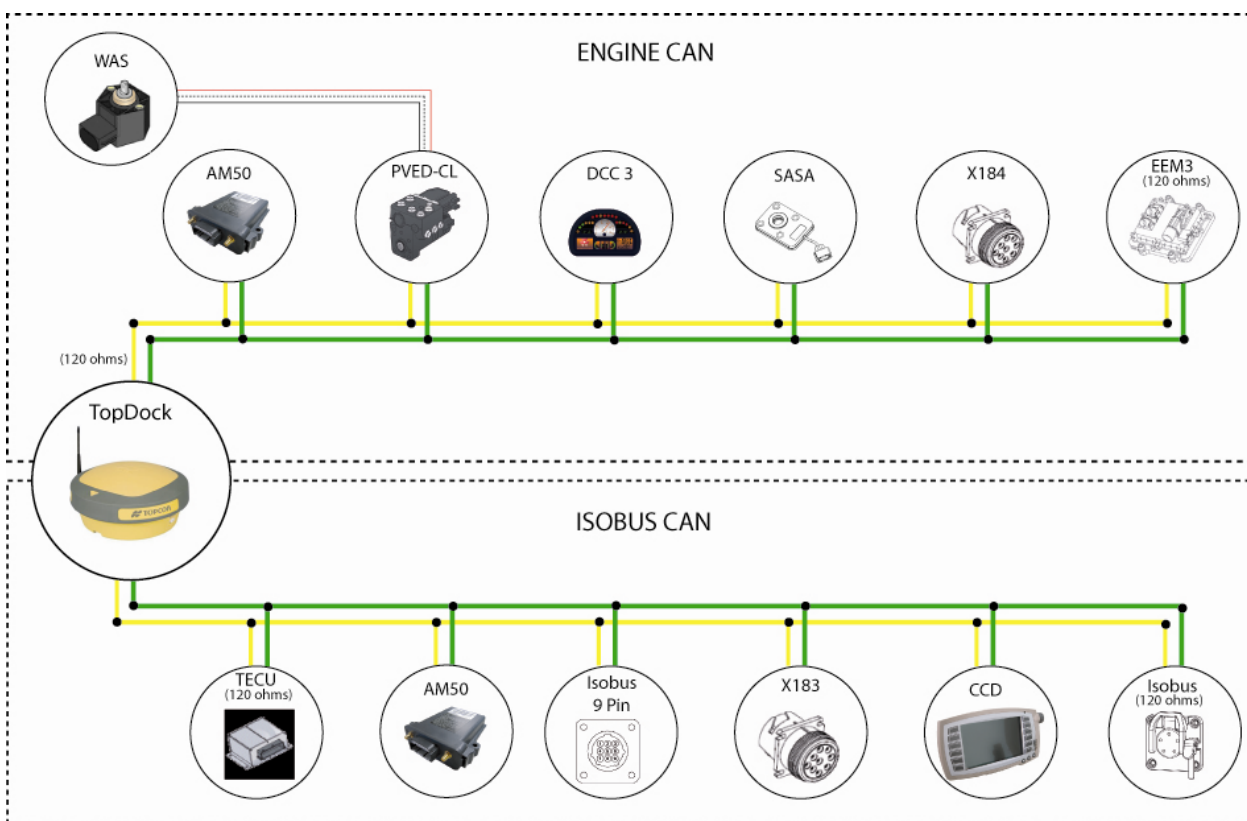 ENGINE CAN
WAS
AM50
PVED-CL
DCC 3
SASA
X184
EEM3
(120 ohms)
(120 ohms)
TopDock
TOPCON
ISOBUS CAN
TECU
(120 ohms)
AM50
Isobus
9 Pin
X183
CCD
Isobus
(120 ohms)